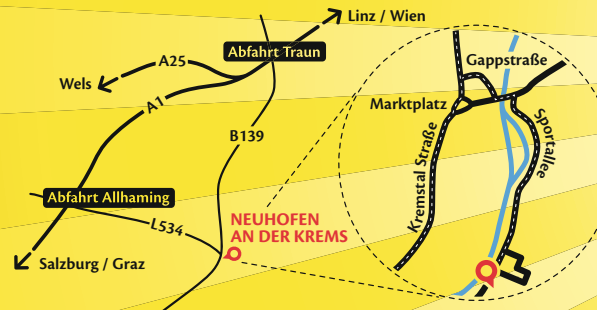 Linz / Wien
Abfahrt Traun
A25
Wels
A1
B139
Abfahrt Allhaming
L534
NEUHOFEN
AN DER KREMS
Salzburg / Graz
Gappstraße
Marktplatz
Kremstal Straße
Sportallee